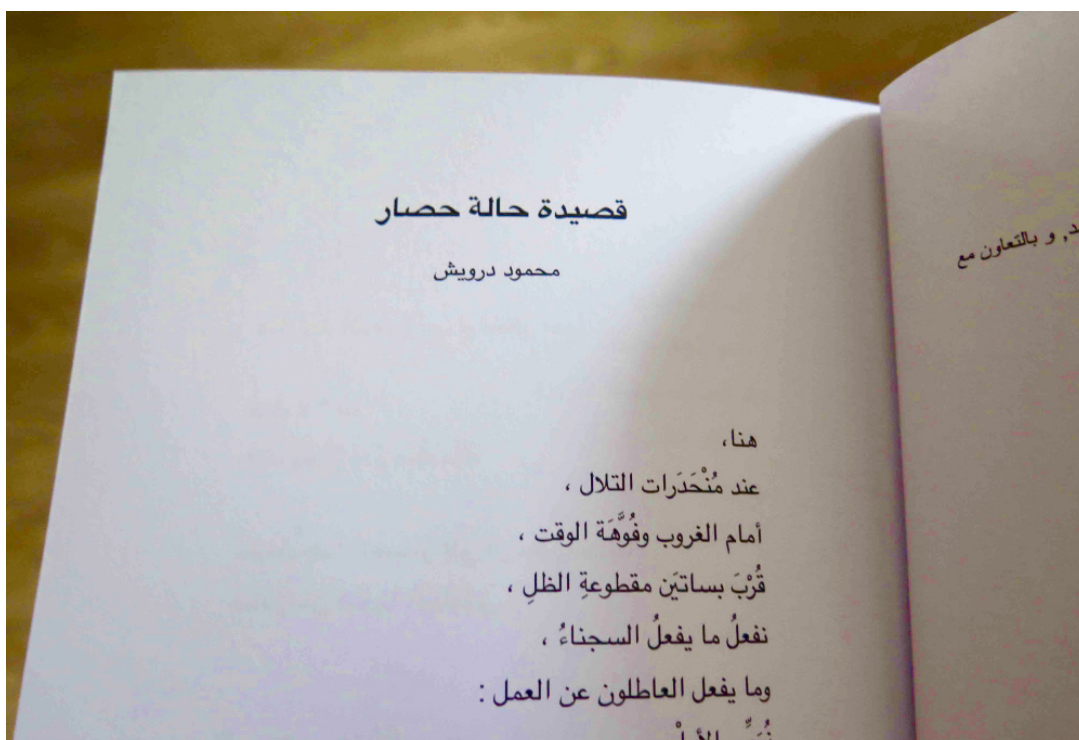 قصيدة حالة حصار
محمود درويش
هنا،
عند مُنْحَدَرات التلال ،
أمام الغروب وفُوَّهَة الوقت ،
قُرْبَ بساتيَن مقطوعةِ الظلِ ،
نفعلُ ما يفعلُ السجناءُ ،
وما يفعل العاطلون عن العمل :
و بالتعاون مع